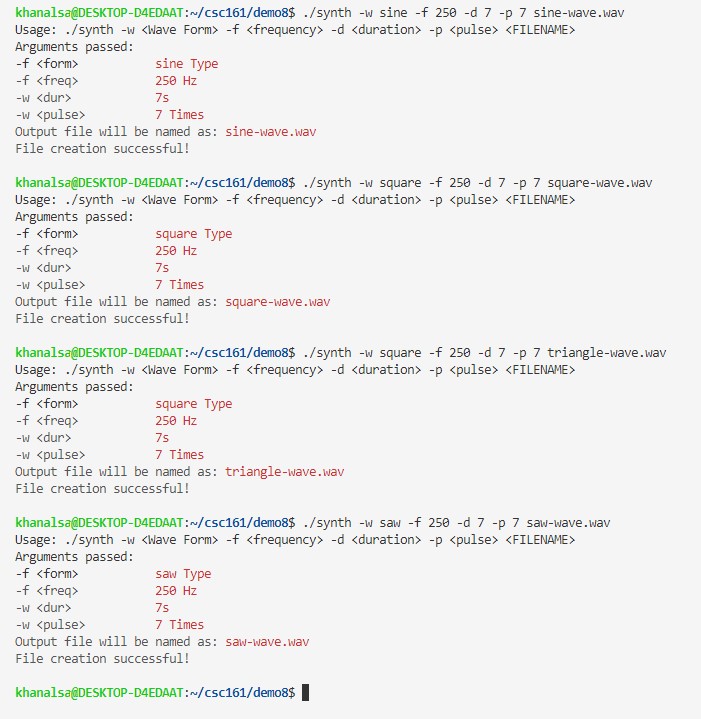 khanalsa@DESKTOP-D4EDAAT:~/csc161/demo8$ ./synth -w sine -f 250 -d 7 -p 7 sine-wave.wav
Usage: ./synth -w <Wave Form> -f <frequency> -d <duration> -p <pulse> <FILENAME>
Arguments passed:
-f <form> sine Type
-f <freq> 250 Hz
-w <dur> 7s
-w <pulse> 7 Times
Output file will be named as: sine-wave.wav
File creation successful!
khanalsa@DESKTOP-D4EDAAT:~/csc161/demo8$ ./synth -w square -f 250 -d 7 -p 7 square-wave.wav
Usage: ./synth -w <Wave Form> -f <frequency> -d <duration> -p <pulse> <FILENAME>
Arguments passed:
-f <form> square Type
-f <freq> 250 Hz
-w <dur> 7s
-w <pulse> 7 Times
Output file will be named as: square-wave.wav
File creation successful!
khanalsa@DESKTOP-D4EDAAT:~/csc161/demo8$ ./synth -w square -f 250 -d 7 -p 7 triangle-wave.wav
Usage: ./synth -w <Wave Form> -f <frequency> -d <duration> -p <pulse> <FILENAME>
Arguments passed:
-f <form> square Type
-f <freq> 250 Hz
-w <dur> 7s
-w <pulse> 7 Times
Output file will be named as: triangle-wave.wav
File creation successful!
khanalsa@DESKTOP-D4EDAAT:~/csc161/demo8$ ./synth -w saw -f 250 -d 7 -p 7 saw-wave.wav
Usage: ./synth -w <Wave Form> -f <frequency> -d <duration> -p <pulse> <FILENAME>
Arguments passed:
-f <form> saw Type
-f <freq> 250 Hz
-w <dur> 7s
-w <pulse> 7 Times
Output file will be named as: saw-wave.wav
File creation successful!
khanalsa@DESKTOP-D4EDAAT:~/csc161/demo8$